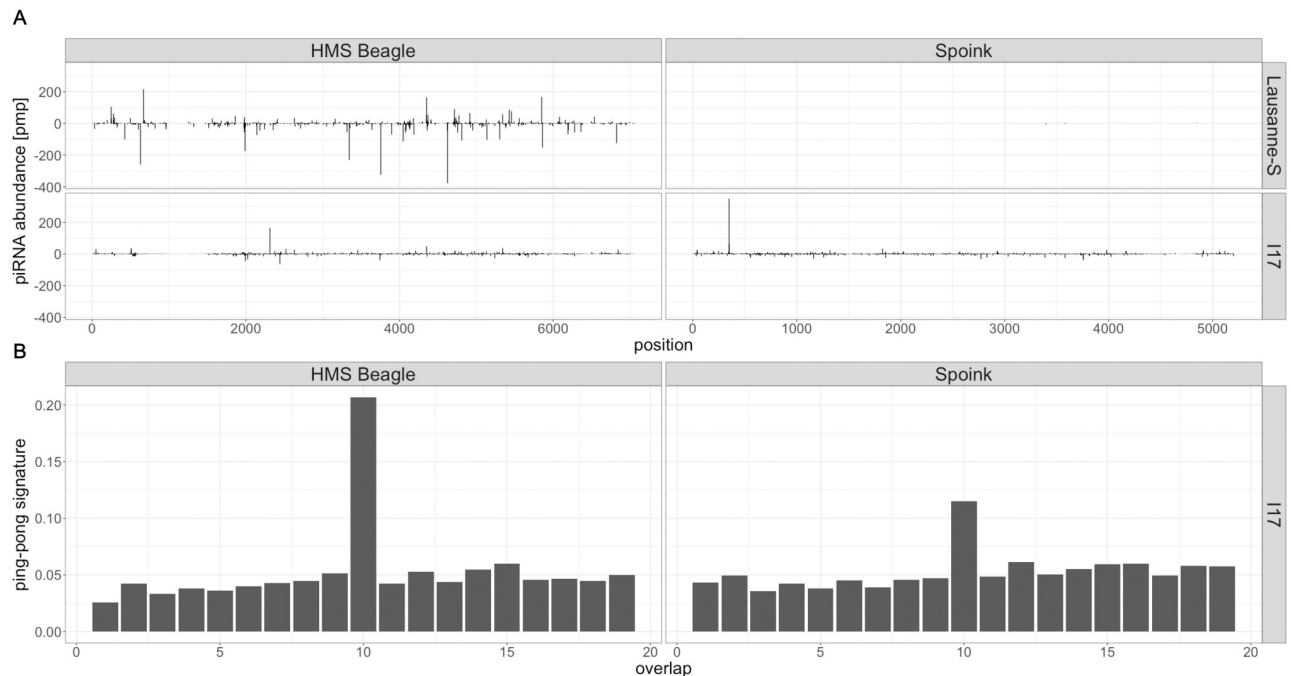 A
HMS Beagle
Spoink
piRNA abundance [pmp]
200
0
-200
-400
Lausanne-S
200
0
-200
-400
I17
0
2000
4000
6000
0
1000
2000
3000
4000
5000
position
B
HMS Beagle
Spoink
ping-pong signature
0.20
0.15
0.10
0.05
0.00
I17
0
5
10
15
20
0
5
10
15
20
overlap